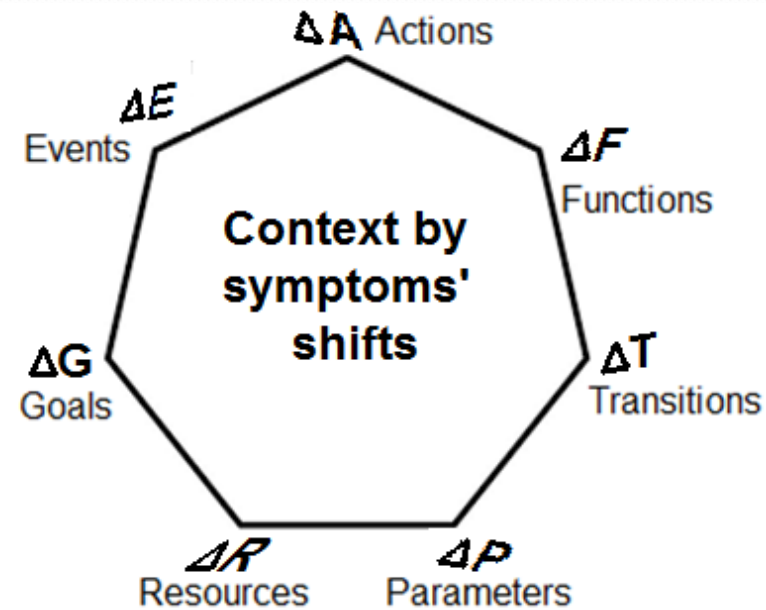 ΔA Actions
ΔE
Events
ΔF
Functions
Context by
symptoms'
shifts
ΔG
Goals
ΔT
Transitions
ΔR
Resources
ΔP
Parameters